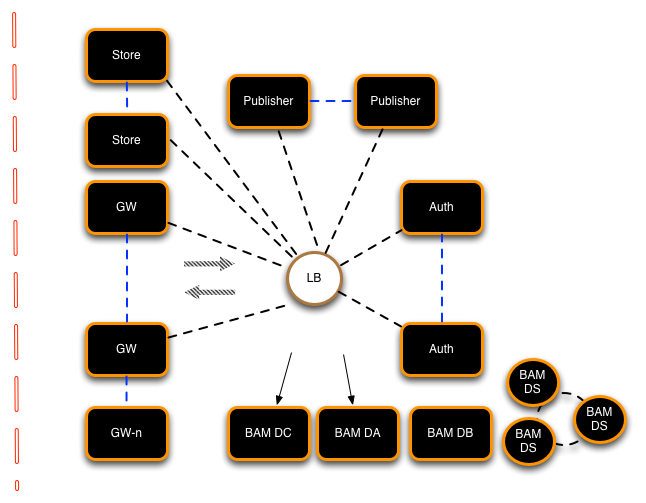 Store
Publisher
Publisher
Store
GW
Auth
LB
GW
Auth
BAM
DS
BAM
DS
BAM
DS
GW-n
BAM DC
BAM DA
BAM DB